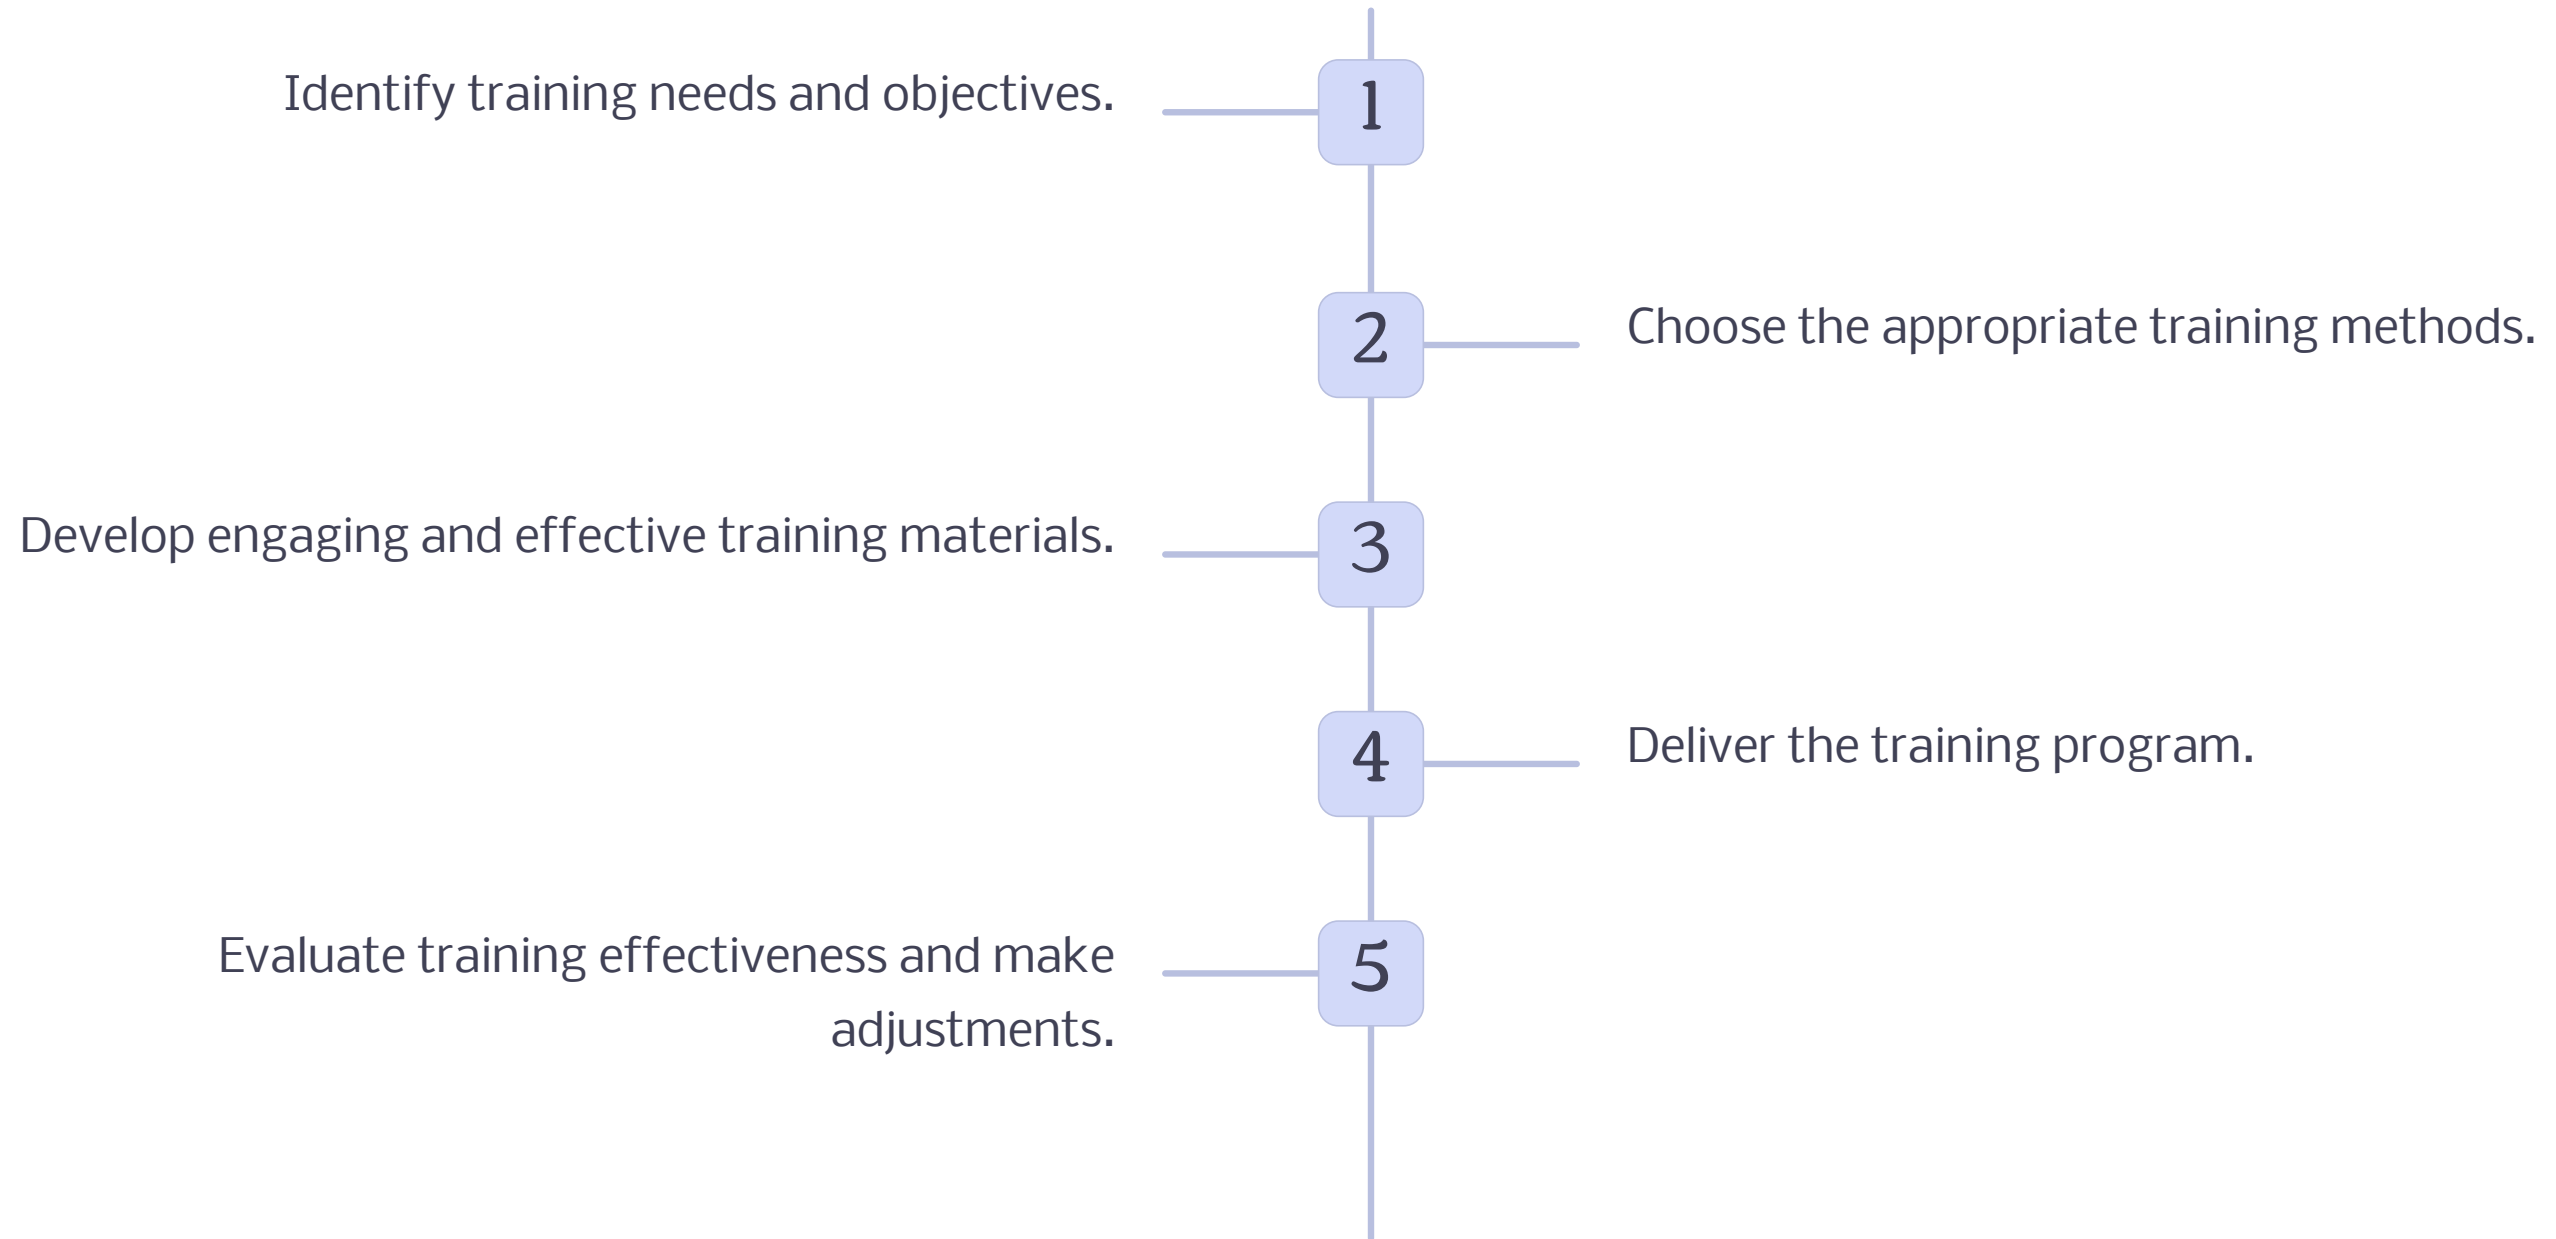 Identify training needs and objectives.
1
2
Choose the appropriate training methods.
Develop engaging and effective training materials.
3
4
Deliver the training program.
Evaluate training effectiveness and make
adjustments.
5